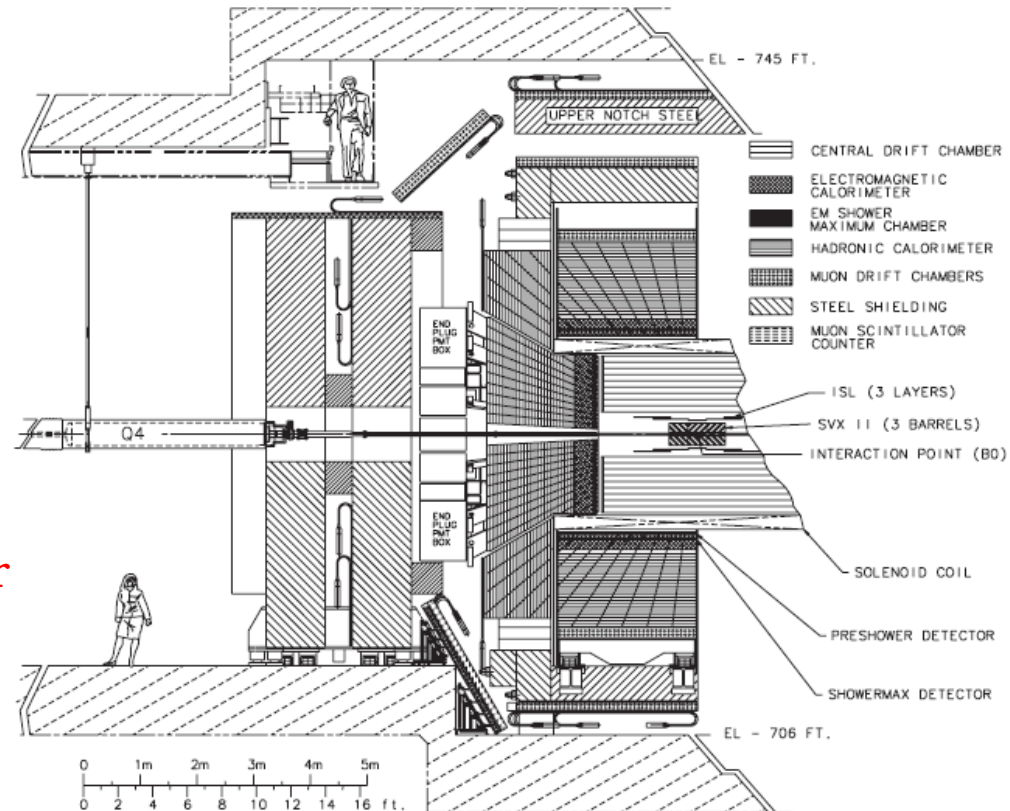 EL - 745 FT.
UPPER NOTCH STEEL
CENTRAL DRIFT CHAMBER
ELECTROMAGNETIC
CALORIMETER
EM SHOWER
MAXIMUM CHAMBER
HADRONIC CALORIMETER
MUON DRIFT CHAMBERS
STEEL SHIELDING
MUON SCINTILLATOR
COUNTER
END
PLUG
PMT
BOX
ISL (3 LAYERS)
SVX II (3 BARRELS)
INTERACTION POINT (B0)
Q4
END
PLUG
PMT
BOX
r
SOLENOID COIL
PRESHOWER DETECTOR
SHOWERMAX DETECTOR
EL - 706 FT.
0 1m 2m 3m 4m 5m
0 2 4 6 8 10 12 14 16 ft.